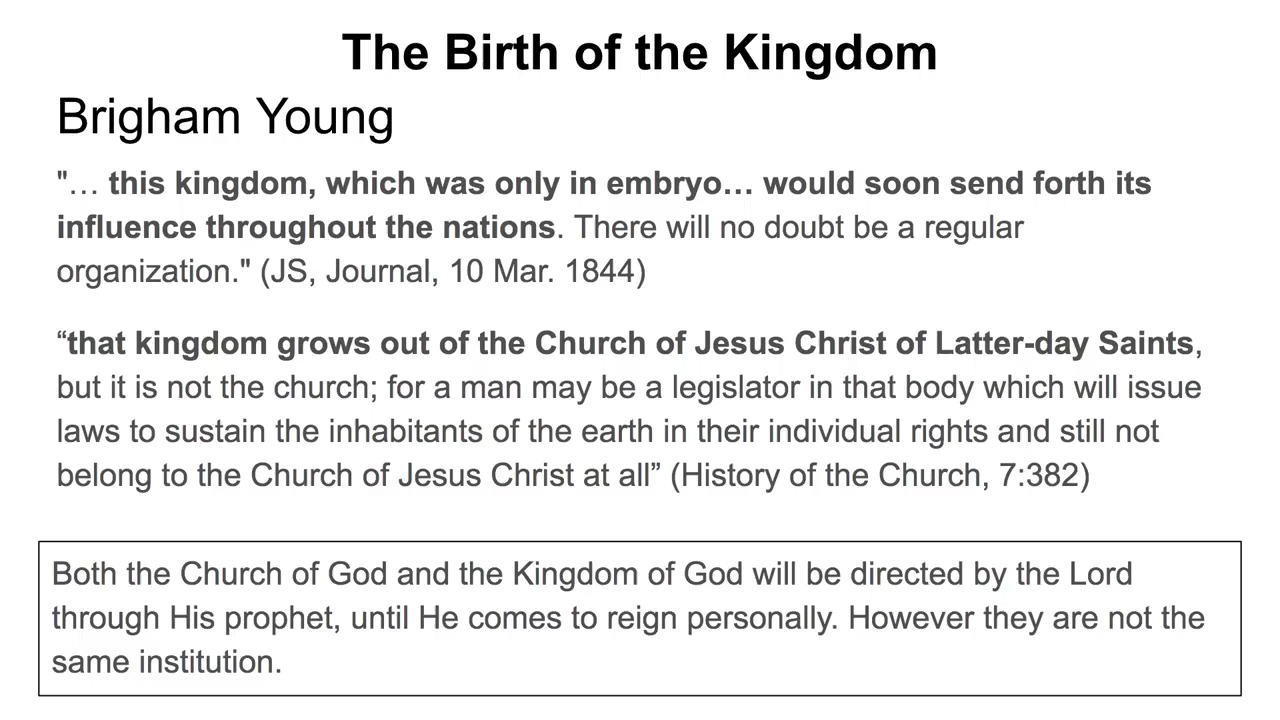 The Birth of the Kingdom
Brigham Young
"… this kingdom, which was only in embryo… would soon send forth its
influence throughout the nations. There will no doubt be a regular
organization." (JS, Journal, 10 Mar. 1844)
“that kingdom grows out of the Church of Jesus Christ of Latter-day Saints,
but it is not the church; for a man may be a legislator in that body which will issue
laws to sustain the inhabitants of the earth in their individual rights and still not
belong to the Church of Jesus Christ at all” (History of the Church, 7:382)
Both the Church of God and the Kingdom of God will be directed by the Lord
through His prophet, until He comes to reign personally. However they are not the
same institution.